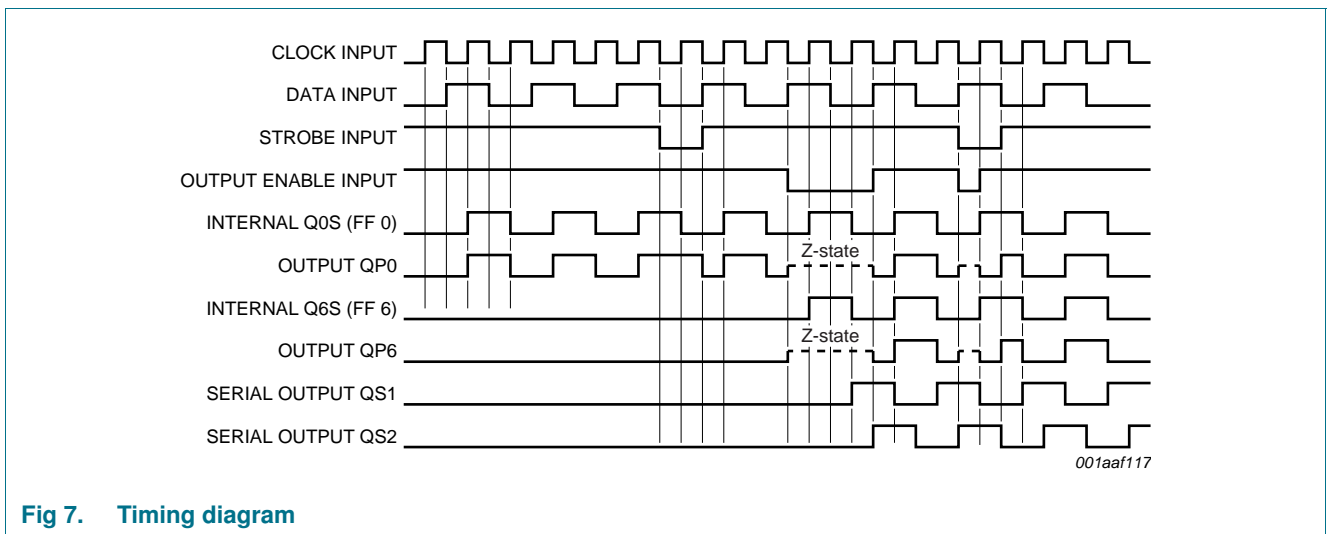 CLOCK INPUT
DATA INPUT
STROBE INPUT
OUTPUT ENABLE INPUT
INTERNAL Q0S (FF 0)
Z-state
OUTPUT QP0
INTERNAL Q6S (FF 6)
Z-state
OUTPUT QP6
SERIAL OUTPUT QS1
SERIAL OUTPUT QS2
001aaf117
Fig 7. Timing diagram